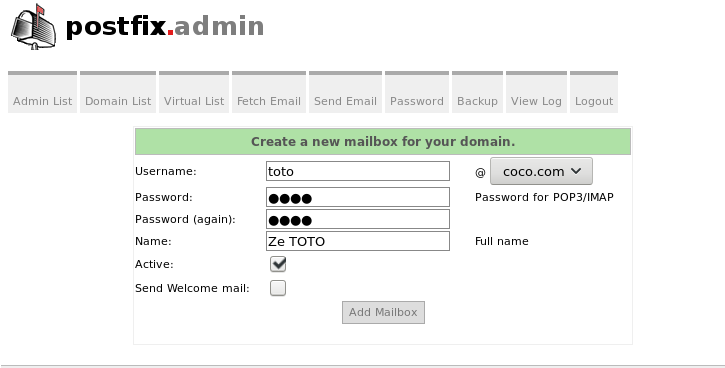 postfix.admin
Admin List Domain List Virtual List Fetch Email Send Email Password Backup View Log Logout
Create a new mailbox for your domain.
Username: toto @ coco.com
Password: ●●●● Password for POP3/IMAP
Password (again): ●●●●
Name: Ze TOTO Full name
Active:
Send Welcome mail:
Add Mailbox